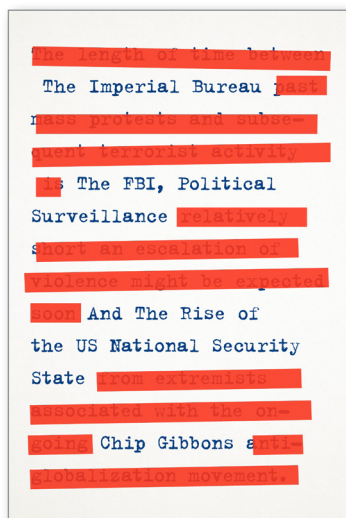 The length of time between
The Imperial Bureau past
mass protests and subse-
quent terrorist activity
is The FBI, Political
Surveillance relatively
short an escalation of
violence might be expected
soon And The Rise of
the US National Security
State from extremists
associated with the on-
going Chip Gibbons anti-
globalization movement.